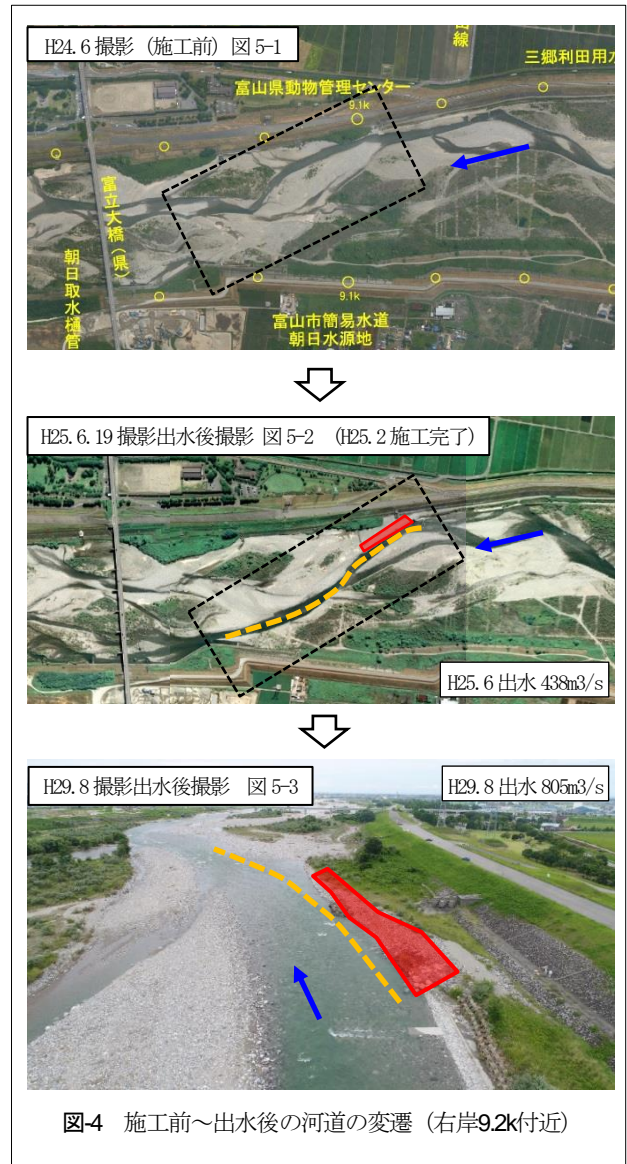 H24.6 撮影（施工前）図 5-1
三郷利田用水
富山県動物管理センター
9.1k
富立大橋（県）
朝日取水樋管
9.1k
富山市簡易水道
朝日水源地
H25.6.19 撮影出水後撮影 図 5-2 （H25.2 施工完了）
H25.6 出水 438m3/s
H29.8 撮影出水後撮影 図 5-3
H29.8 出水 805m3/s
図-4 施工前～出水後の河道の変遷（右岸9.2k付近）